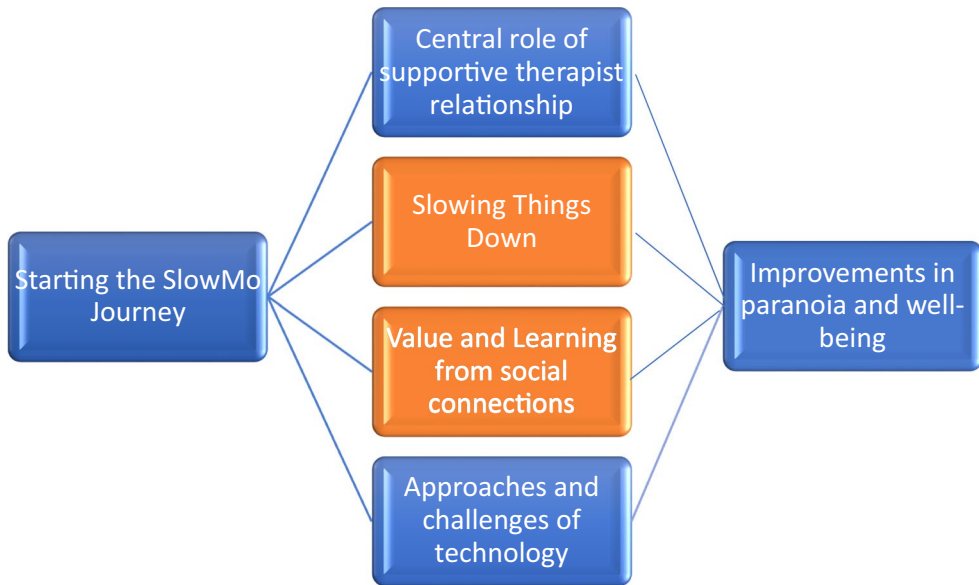 Central role of
supportive therapist
relationship
Slowing Things
Down
Starting the SlowMo
Journey
Value and Learning
from social
connections
Improvements in
paranoia and well-
being
Approaches and
challenges of
technology